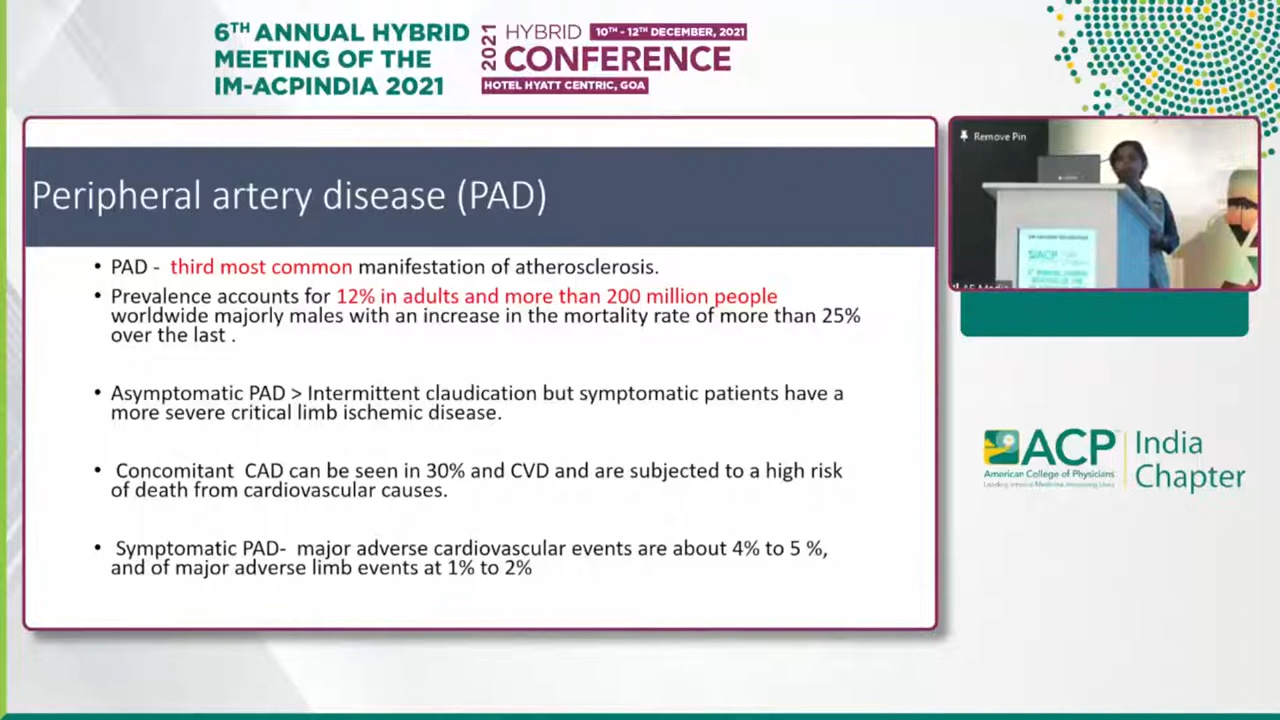 6TH ANNUAL HYBRID
MEETING OF THE
IM-ACPINDIA 2021
2021
HYBRID 10TH - 12TH DECEMBER, 2021
CONFERENCE
HOTEL HYATT CENTRIC, GOA
Peripheral artery disease (PAD)
• PAD - third most common manifestation of atherosclerosis.
• Prevalence accounts for 12% in adults and more than 200 million people
worldwide majorly males with an increase in the mortality rate of more than 25%
over the last .
• Asymptomatic PAD > Intermittent claudication but symptomatic patients have a
more severe critical limb ischemic disease.
• Concomitant CAD can be seen in 30% and CVD and are subjected to a high risk
of death from cardiovascular causes.
• Symptomatic PAD- major adverse cardiovascular events are about 4% to 5 %,
and of major adverse limb events at 1% to 2%
Remove Pin
ACP
ACP
American College of Physicians
India
Chapter